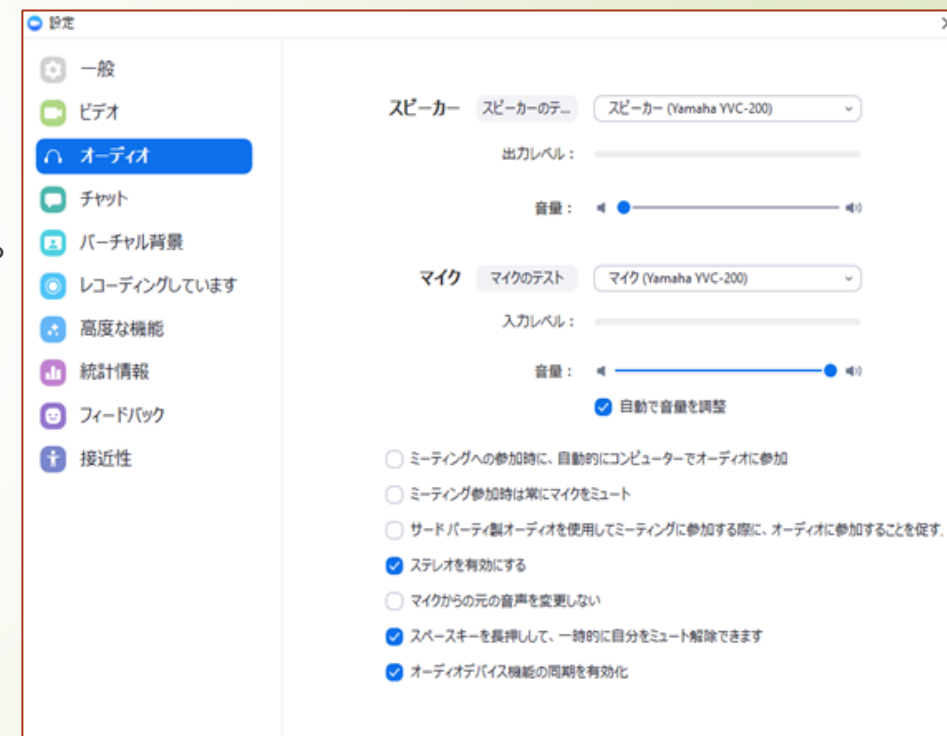 設定
一般
ビデオ
オーディオ
チャット
バーチャル背景
レコーディングしています
高度な機能
統計情報
フィードバック
接近性
スピーカー スピーカーのテ... スピーカー (Yamaha YVC-200)
出力レベル：
音量：
マイク マイクのテスト マイク (Yamaha YVC-200)
入力レベル：
音量：
自動で音量を調整
ミーティングへの参加時に、自動的にコンピューターでオーディオに参加
ミーティング参加時は常にマイクをミュート
サード パーティ製オーディオを使用してミーティングに参加する際に、オーディオに参加することを促す.
ステレオを有効にする
マイクからの元の音声を変更しない
スペースキーを長押しして、一時的に自分をミュート解除できます
オーディオデバイス機能の同期を有効化